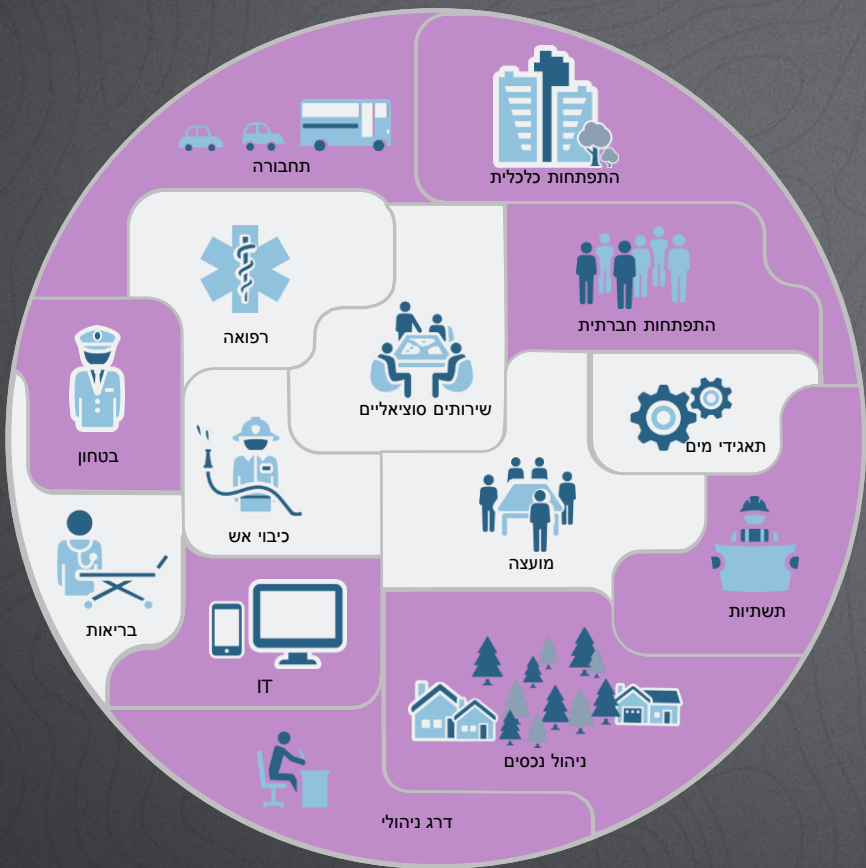 תחבורה
התפתחות כלכלית
רפואה
התפתחות חברתית
שירותים סוציאליים
תאגידי מים
בטחון
כיבוי אש
מועצה
תשתיות
בריאות
IT
ניהול נכסים
דרג ניהולי